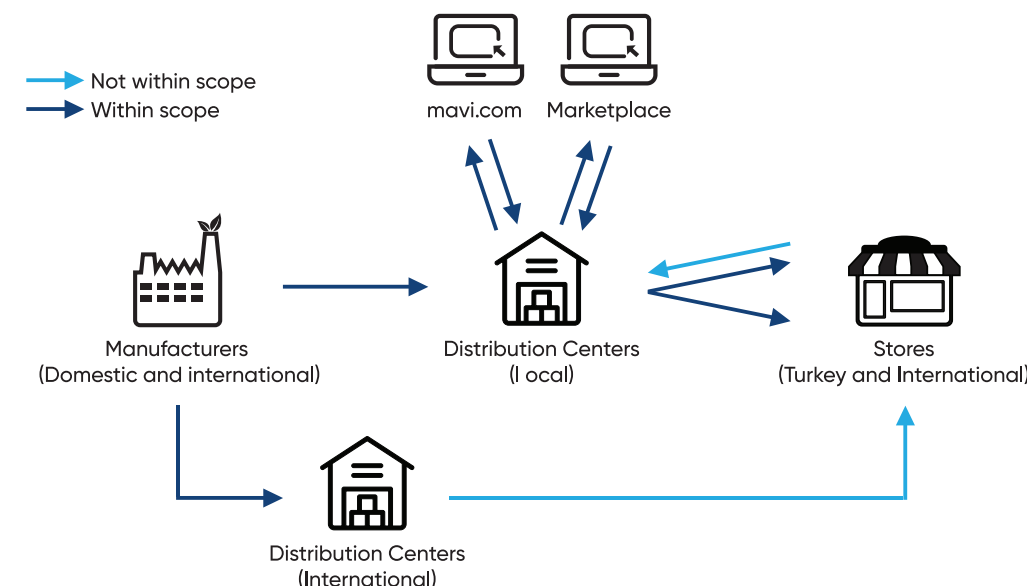 Not within scope
Within scope
mavi.com
Marketplace
Manufacturers
(Domestic and international)
Distribution Centers
(l ocal)
Stores
(Turkey and International)
Distribution Centers
(International)